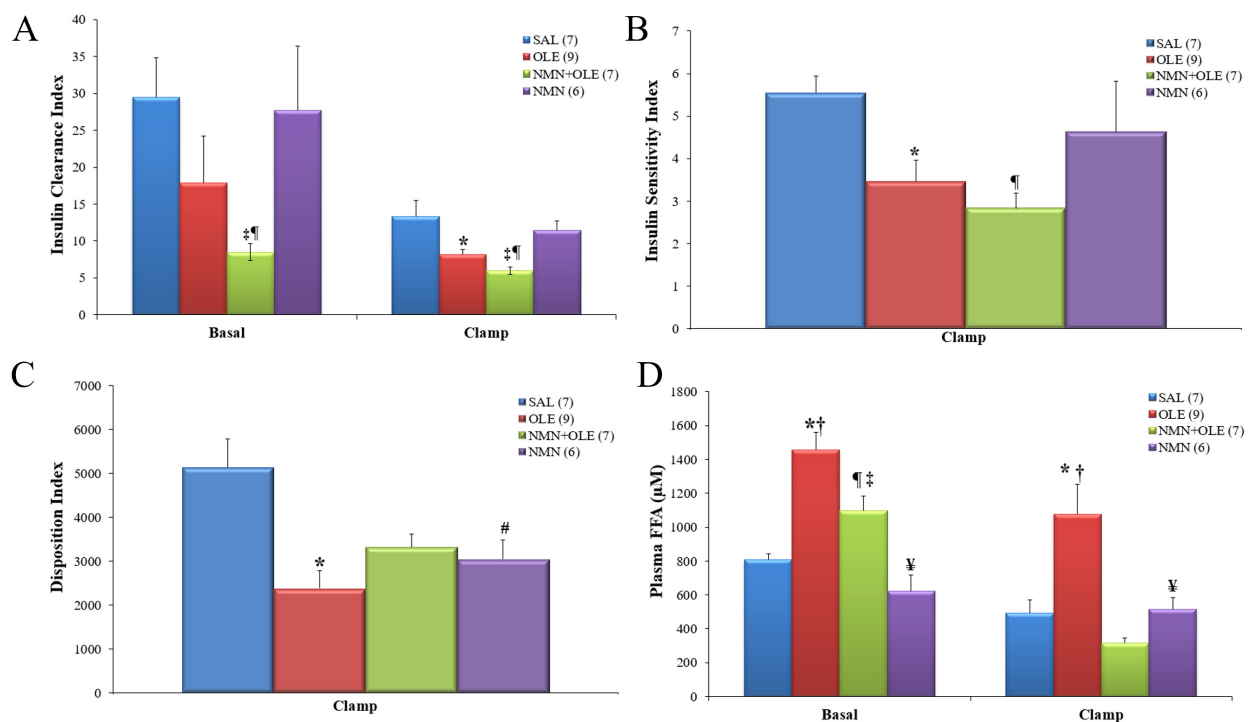 A
Insulin Clearance Index
40
35
30
25
20
15
10
5
0
SAL (7)
OLE (9)
NMN+OLE (7)
NMN (6)
‡¶
*
‡¶
Basal
Clamp
B
Insulin Sensitivity Index
7
6
5
4
3
2
1
0
SAL (7)
OLE (9)
NMN+OLE (7)
NMN (6)
*
¶
Clamp
C
Disposition Index
7000
6000
5000
4000
3000
2000
1000
0
SAL (7)
OLE (9)
NMN+OLE (7)
NMN (6)
*
#
Clamp
D
Plasma FFA (µM)
1800
1600
1400
1200
1000
800
600
400
200
0
SAL (7)
OLE (9)
NMN+OLE (7)
NMN (6)
*†
¶‡
¥
* †
¥
Basal
Clamp